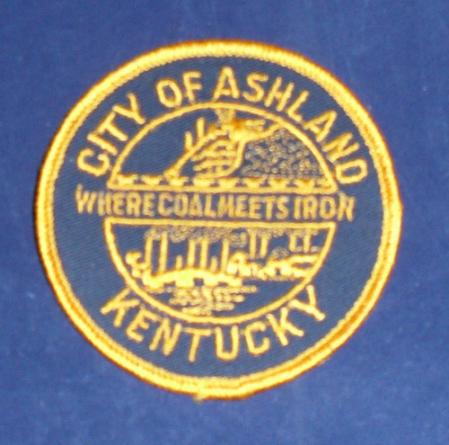 CITY OF ASHLAND
WHERE COAL MEETS IRON
KENTUCKY